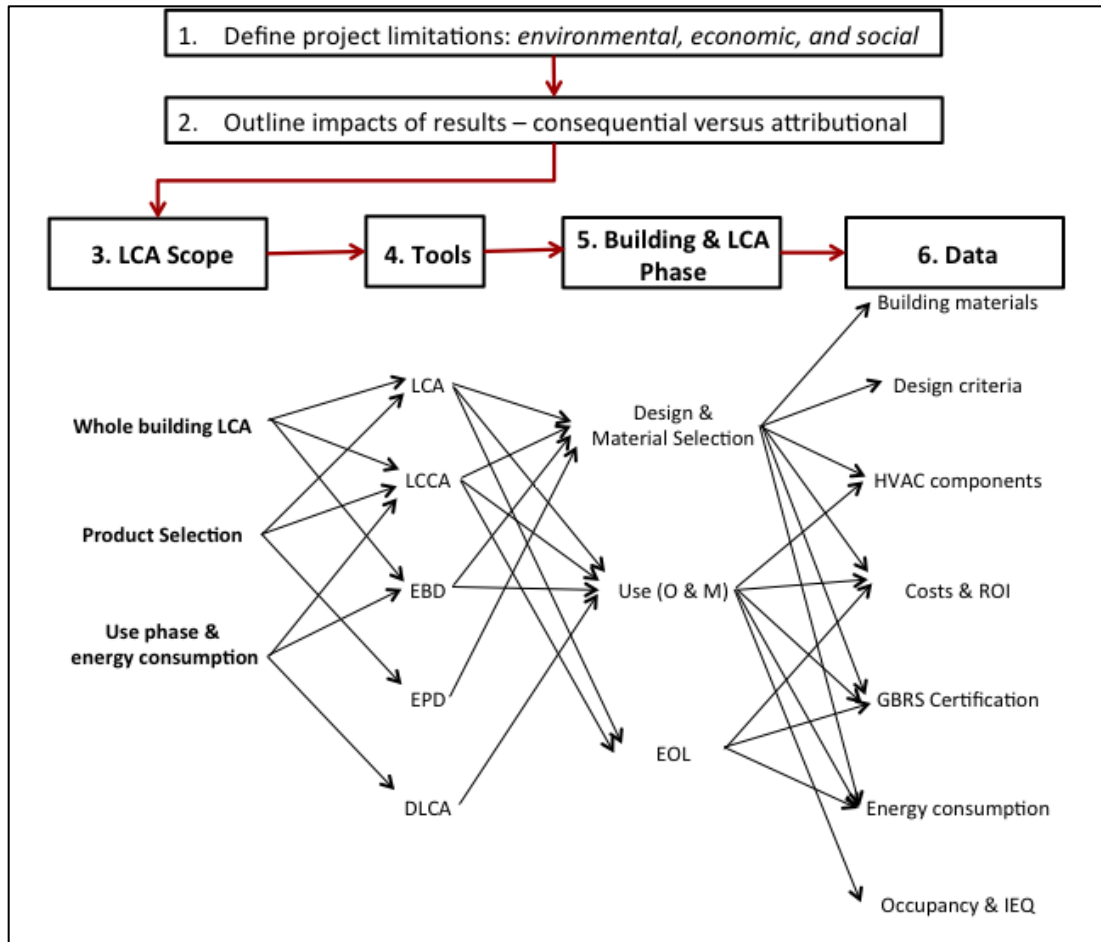 1. Define project limitations: environmental, economic, and social
2. Outline impacts of results – consequential versus attributional
3. LCA Scope
4. Tools
5. Building & LCA
Phase
6. Data
Whole building LCA
Product Selection
Use phase &
energy consumption
LCA
LCCA
EBD
EPD
DLCA
Design &
Material Selection
Use (O & M)
EOL
Building materials
Design criteria
HVAC components
Costs & ROI
GBRS Certification
Energy consumption
Occupancy & IEQ